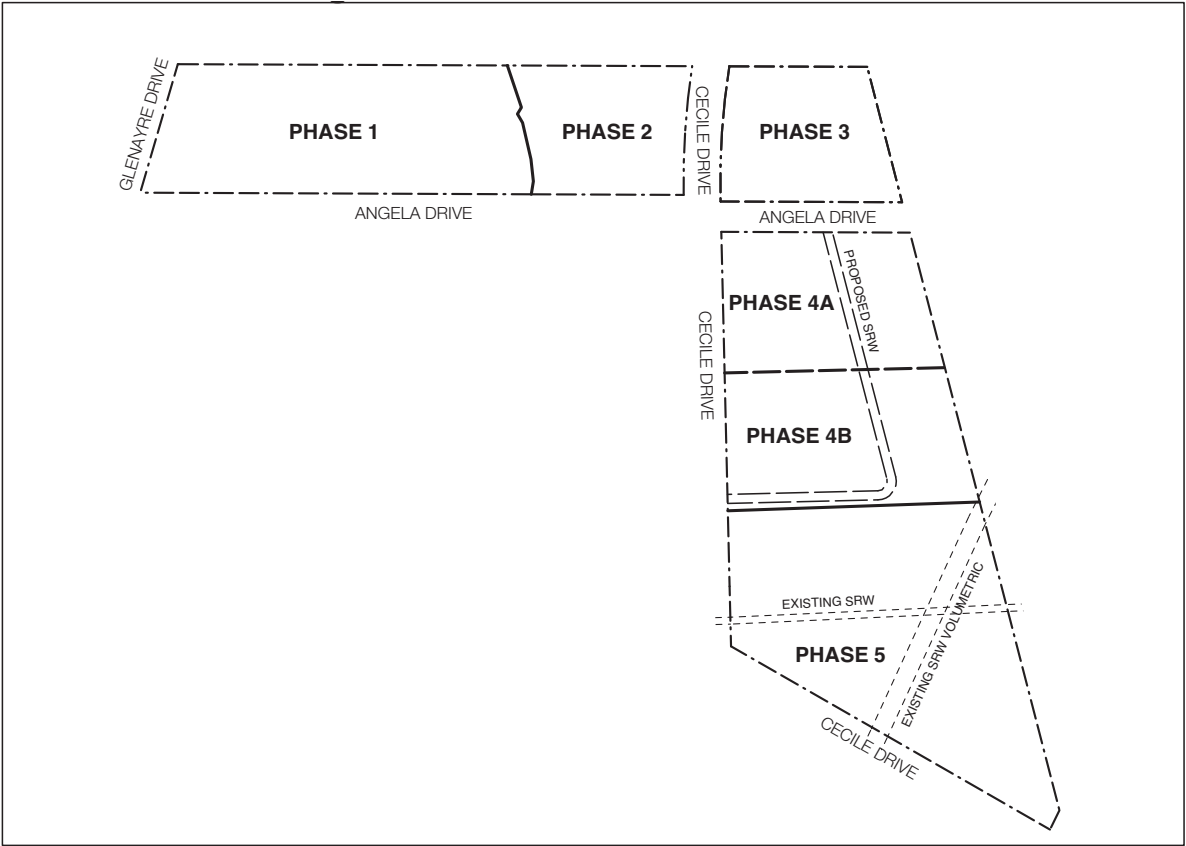 GLENAYRE DRIVE
PHASE 1
PHASE 2
CECILE DRIVE
PHASE 3
ANGELA DRIVE
ANGELA DRIVE
PROPOSED SRW
PHASE 4A
CECILE DRIVE
PHASE 4B
EXISTING SRW
EXISTING SRW VOLUMETRIC
PHASE 5
CECILE DRIVE